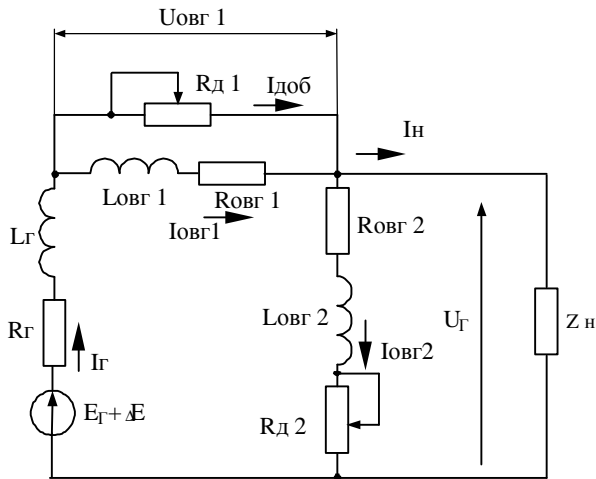 Uовг 1
Rд 1
Iдоб
Iн
Lовг 1
Rовг 1
Iовг1
Rовг 2
Lг
Lовг 2
Uг
Z н
Rг
Iг
Iовг2
Eг+ ΔE
Rд 2